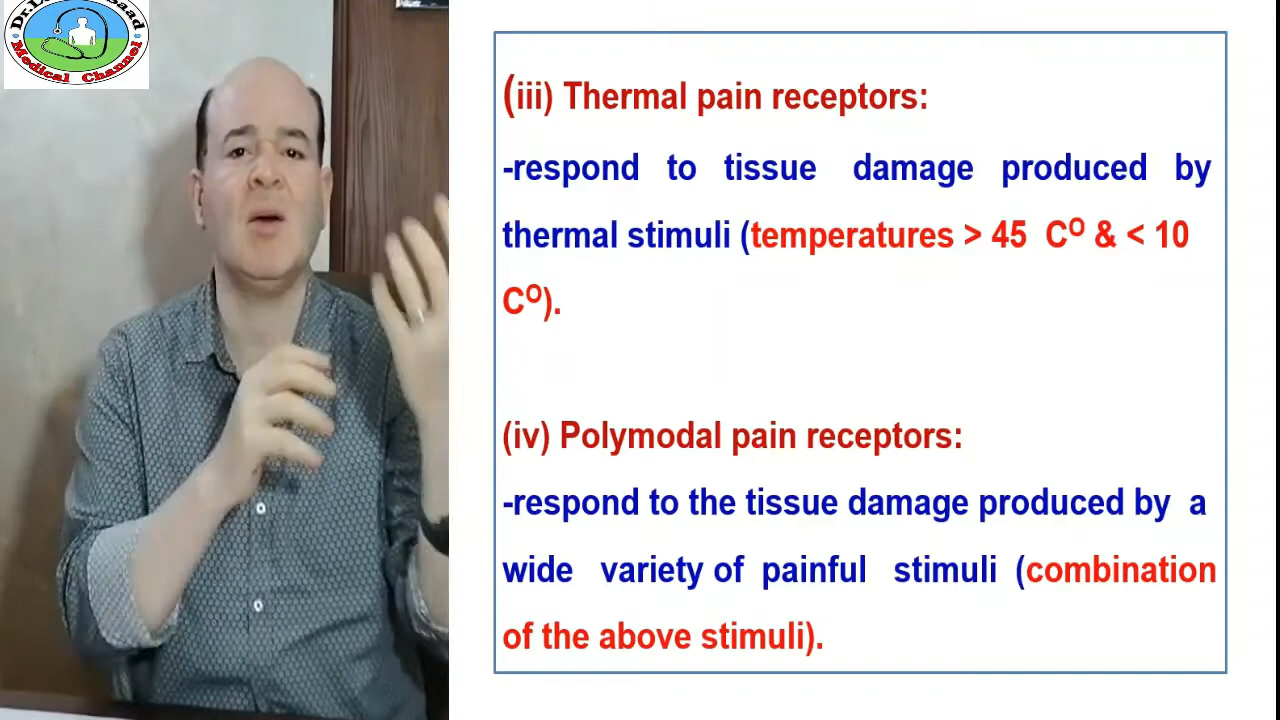 Medical Channel
(iii) Thermal pain receptors:
-respond to tissue damage produced by
thermal stimuli (temperatures > 45 Cᴼ & < 10
Cᴼ).
(iv) Polymodal pain receptors:
-respond to the tissue damage produced by a
wide variety of painful stimuli (combination
of the above stimuli).